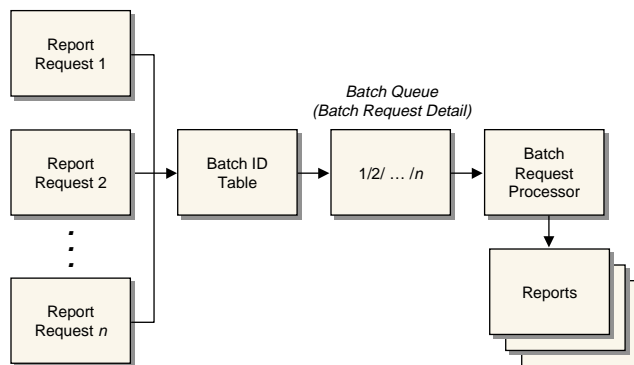 Report
Request 1
Report
Request 2
Report
Request n
Batch ID
Table
Batch Queue
(Batch Request Detail)
1/2/ … /n
Batch
Request
Processor
Reports